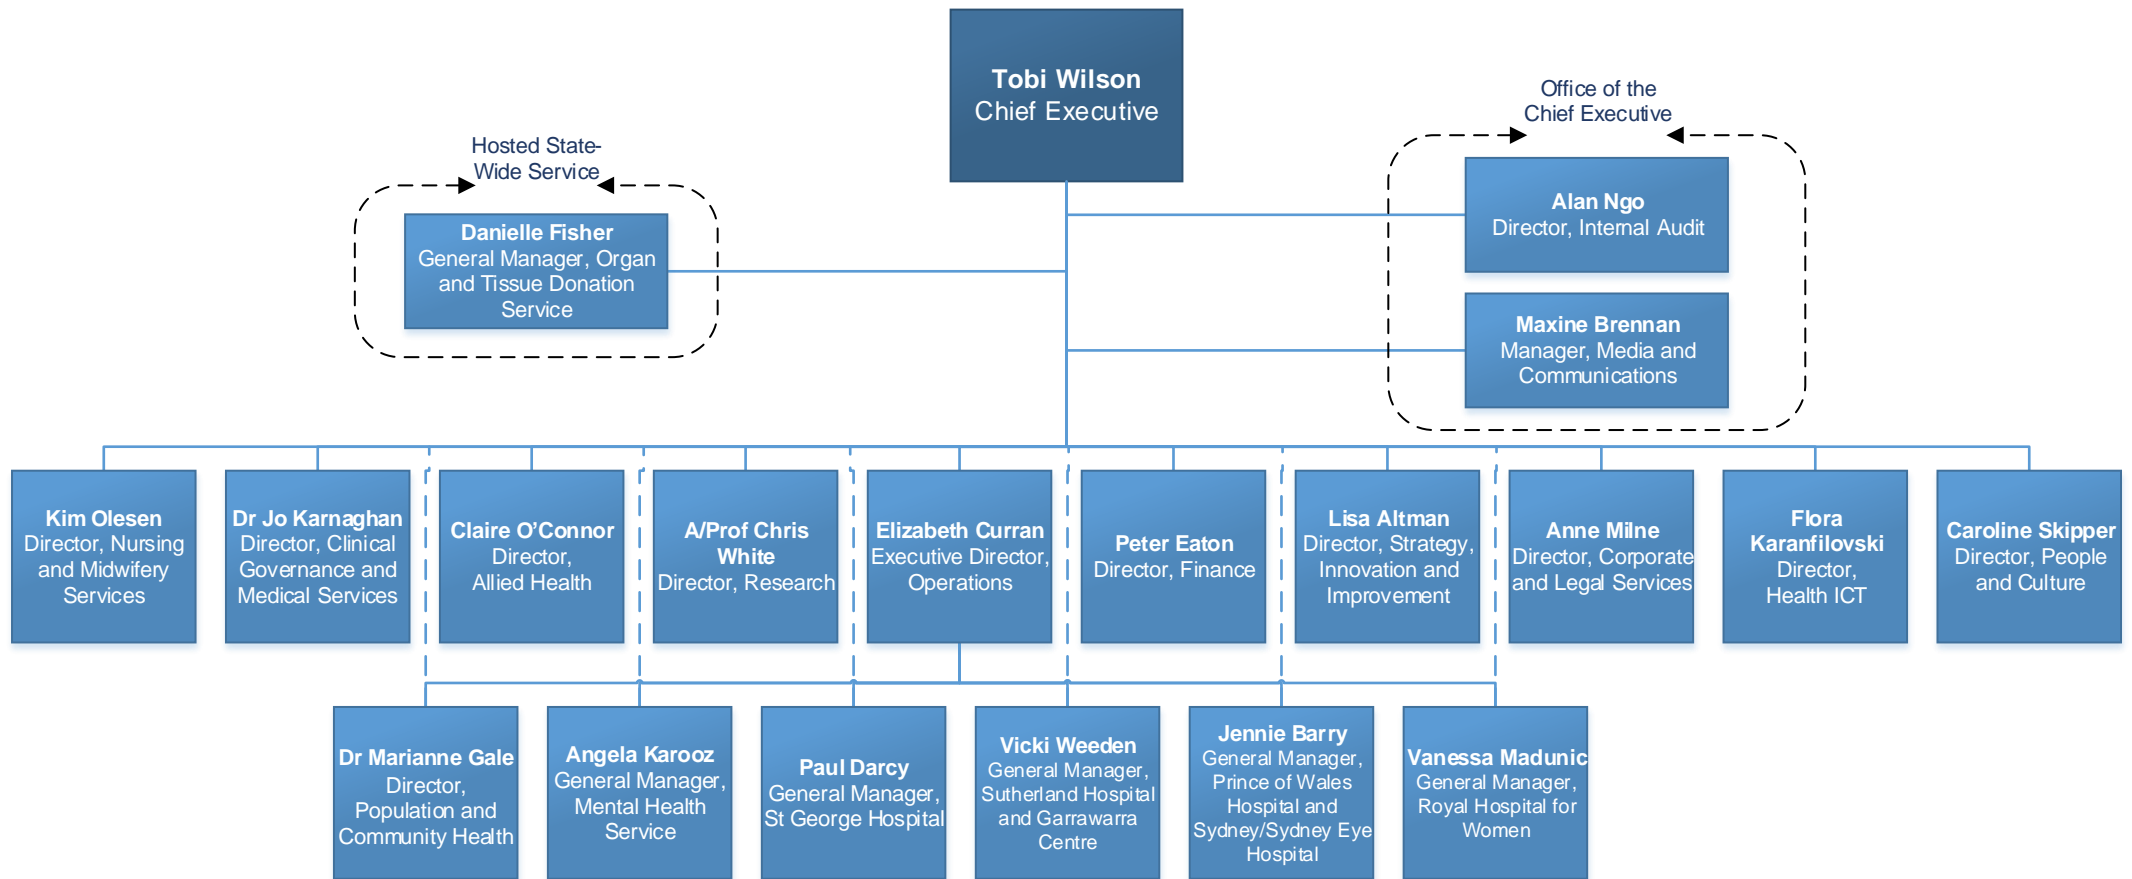 Tobi Wilson
Chief Executive
Office of the
Chief Executive
Hosted State-
Wide Service
Alan Ngo
Director, Internal Audit
Danielle Fisher
General Manager, Organ
and Tissue Donation
Service
Maxine Brennan
Manager, Media and
Communications
Kim Olesen
Director, Nursing
and Midwifery
Services
Dr Jo Karnaghan
Director, Clinical
Governance and
Medical Services
Claire O’Connor
Director,
Allied Health
A/Prof Chris
White
Director, Research
Elizabeth Curran
Executive Director,
Operations
Peter Eaton
Director, Finance
Lisa Altman
Director, Strategy,
Innovation and
Improvement
Anne Milne
Director, Corporate
and Legal Services
Flora
Karanfilovski
Director,
Health ICT
Caroline Skipper
Director, People
and Culture
Dr Marianne Gale
Director,
Population and
Community Health
Angela Karooz
General Manager,
Mental Health
Service
Paul Darcy
General Manager,
St George Hospital
Vicki Weeden
General Manager,
Sutherland Hospital
and Garrawarra
Centre
Jennie Barry
General Manager,
Prince of Wales
Hospital and
Sydney/Sydney Eye
Hospital
Vanessa Madunic
General Manager,
Royal Hospital for
Women